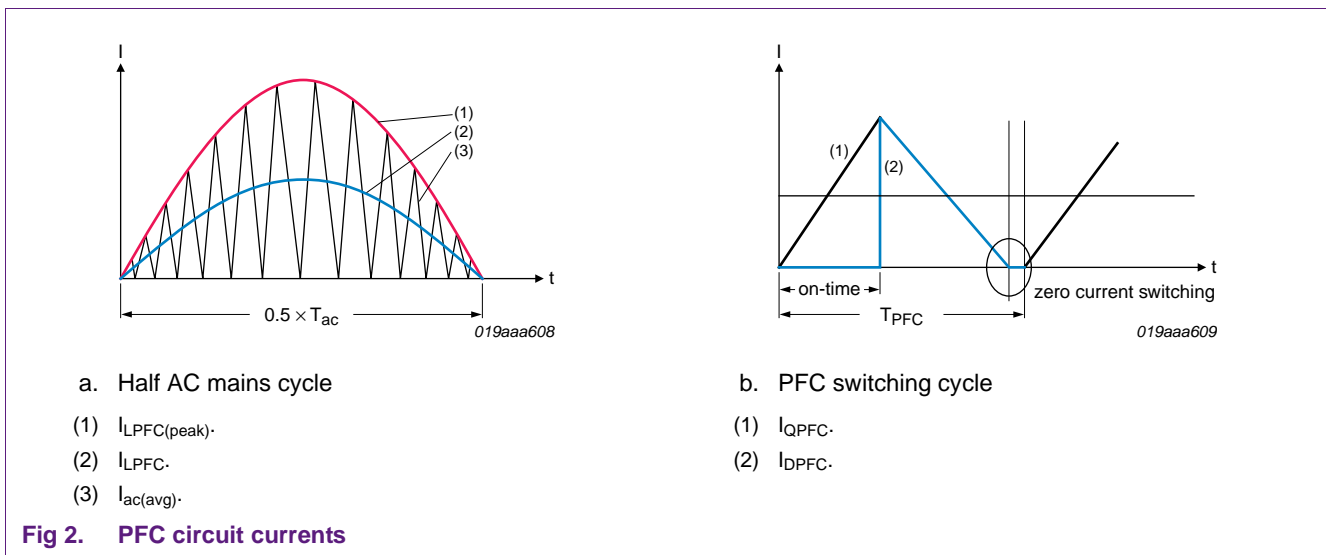 I
(1)
(2)
(3)
t
0.5 × Tac
019aaa608
a. Half AC mains cycle
(1) ILPFC(peak).
(2) ILPFC.
(3) Iac(avg).
I
(1)
(2)
t
on-time
zero current switching
TPFC
019aaa609
b. PFC switching cycle
(1) IQPFC.
(2) IDPFC.
Fig 2. PFC circuit currents